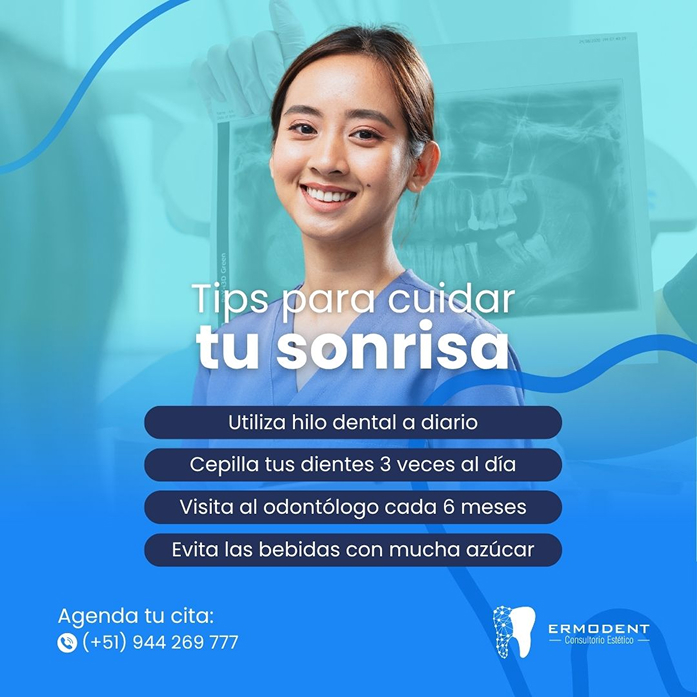 Tips para cuidar
tu sonrisa
Utiliza hilo dental a diario
Cepilla tus dientes 3 veces al día
Visita al odontólogo cada 6 meses
Evita las bebidas con mucha azúcar
Agenda tu cita:
(+51) 944 269 777
ERMODENT
Consultorio Estético